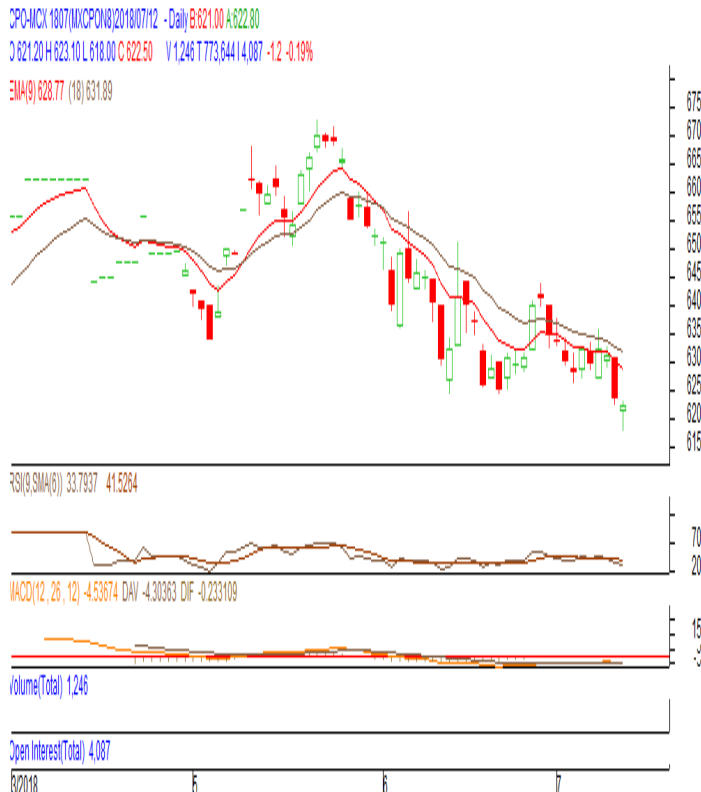 CPO-MCX 1807(MXCPON8)2018/07/12 - Daily B:621.00 A:622.80
O 621.20 H 623.10 L 618.00 C 622.50 V 1,246 T 773,644 I 4,087 -1.2 -0.19%
EMA(9) 628.77 (18) 631.89
675
670
665
660
655
650
645
640
635
630
625
620
615
RSI(9,SMA(6)) 33.7937 41.5264
70
20
MACD(12 , 26 , 12) -4.53674 DAV -4.30363 DIF -0.233109
15
Volume(Total) 1,246
Open Interest(Total) 4,087
3/2018 5 6 7